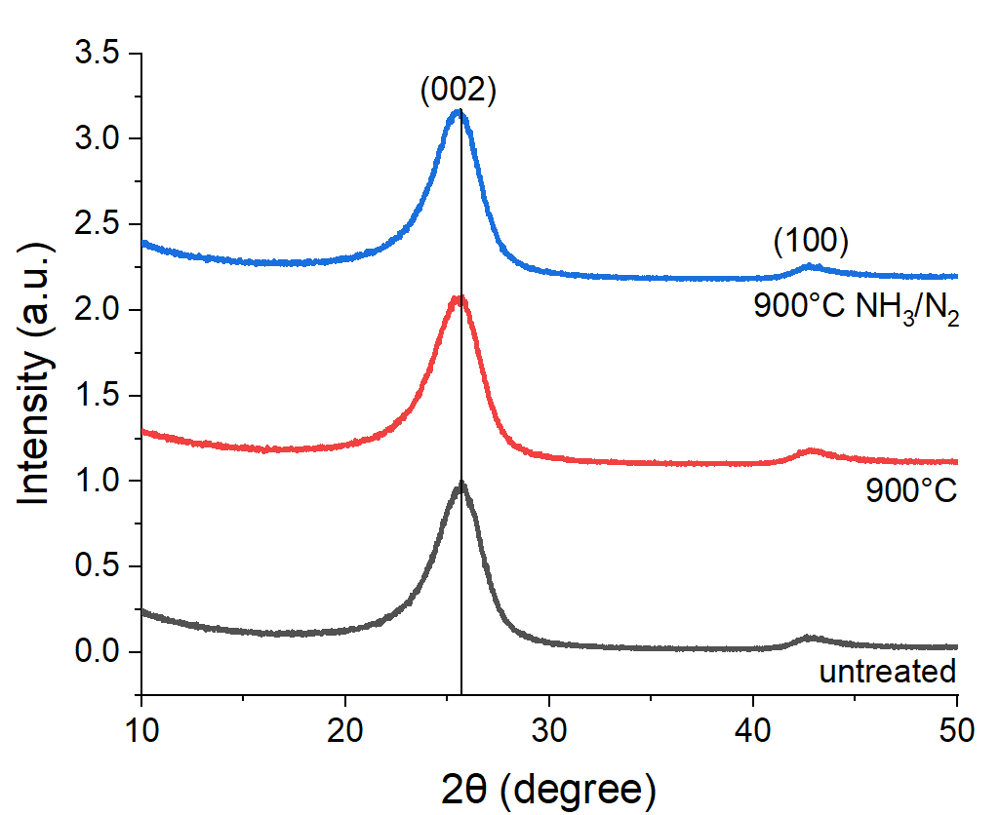 3.5
3.0
2.5
2.0
1.5
1.0
0.5
0.0
Intensity (a.u.)
(002)
(100)
900°C NH₃/N₂
900°C
untreated
10 20 30 40 50
2θ (degree)